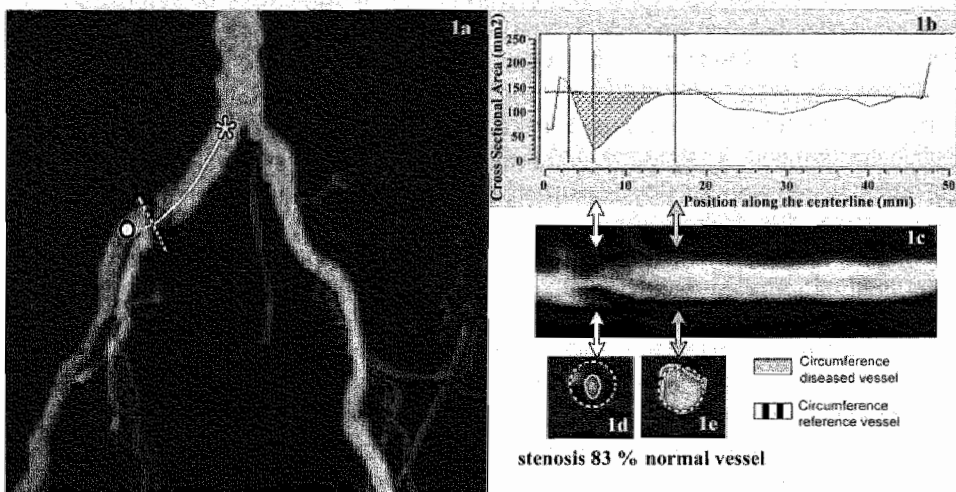 1a
1b
Cross Sectional Area (mm2)
250
200
150
100
50
0
0 10 20 30 40 50
Position along the centerline (mm)
1c
1d
1e
Circumference
diseased vessel
Circumference
reference vessel
stenosis 83 % normal vessel